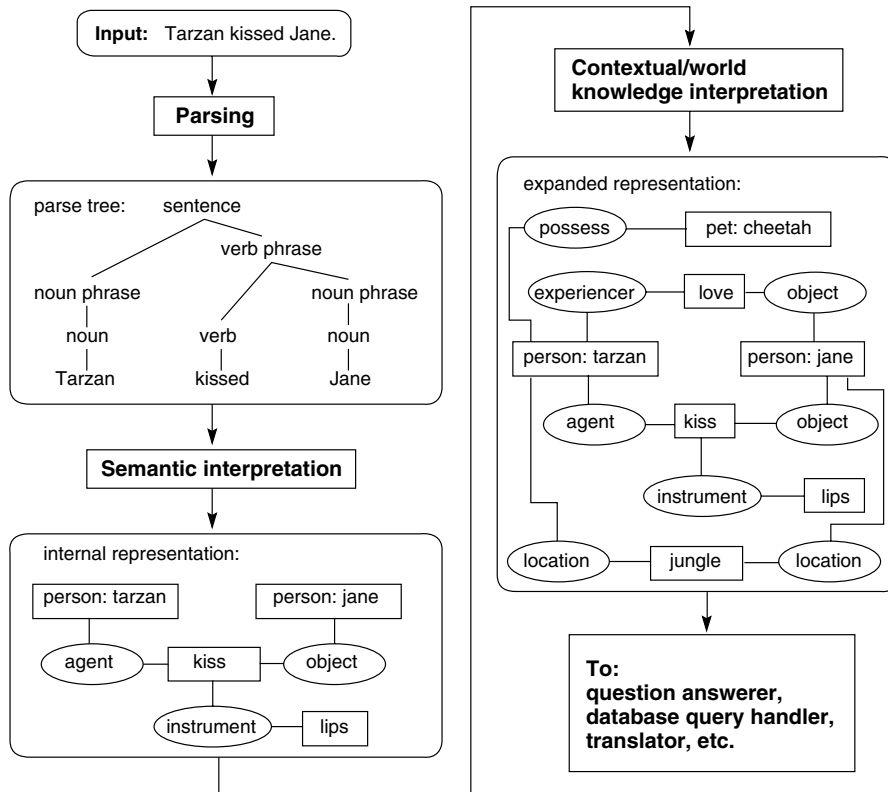 Input: Tarzan kissed Jane.
Parsing
parse tree: sentence
verb phrase
noun phrase noun phrase
noun verb noun
Tarzan kissed Jane
Semantic interpretation
internal representation:
person: tarzan person: jane
agent kiss object
instrument lips
Contextual/world
knowledge interpretation
expanded representation:
possess pet: cheetah
experiencer love object
person: tarzan person: jane
agent kiss object
instrument lips
location jungle location
To:
question answerer,
database query handler,
translator, etc.